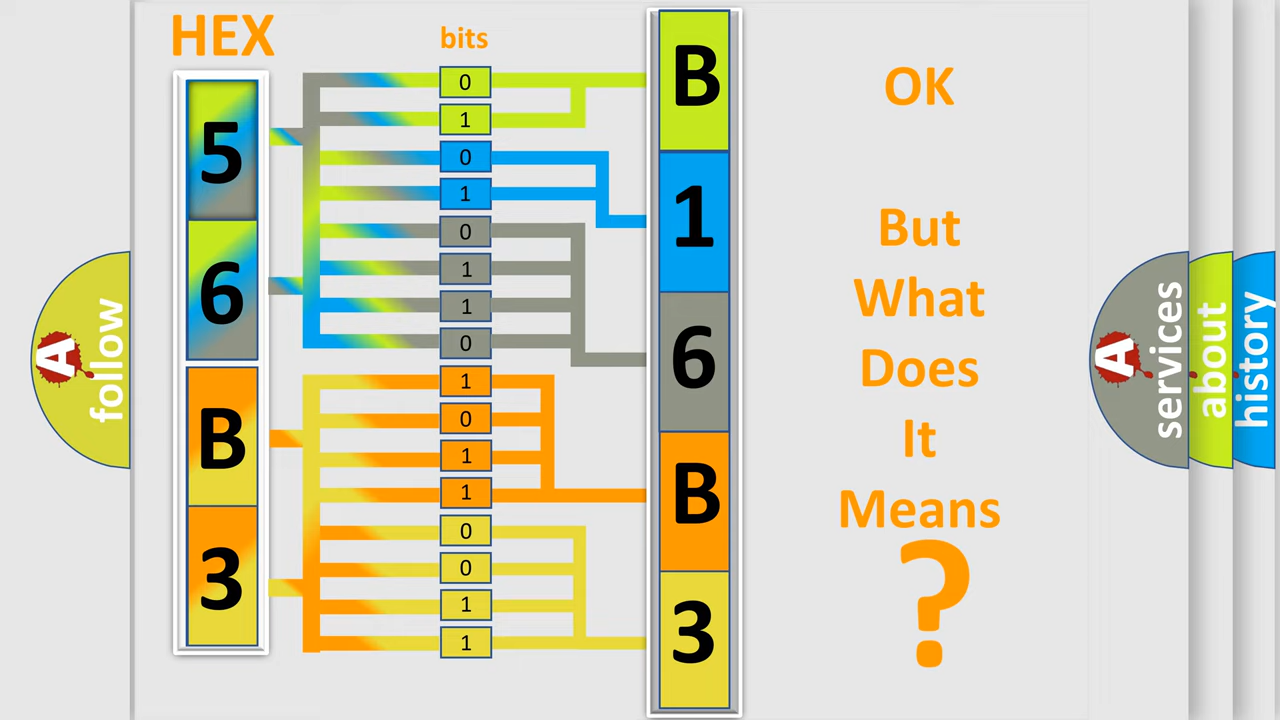 HEX
bits
5
6
B
3
0
1
0
1
0
1
1
0
1
0
1
1
0
0
1
1
B
1
6
B
3
OK
But
What
Does
It
Means
?
A
follow
A
services
about
history